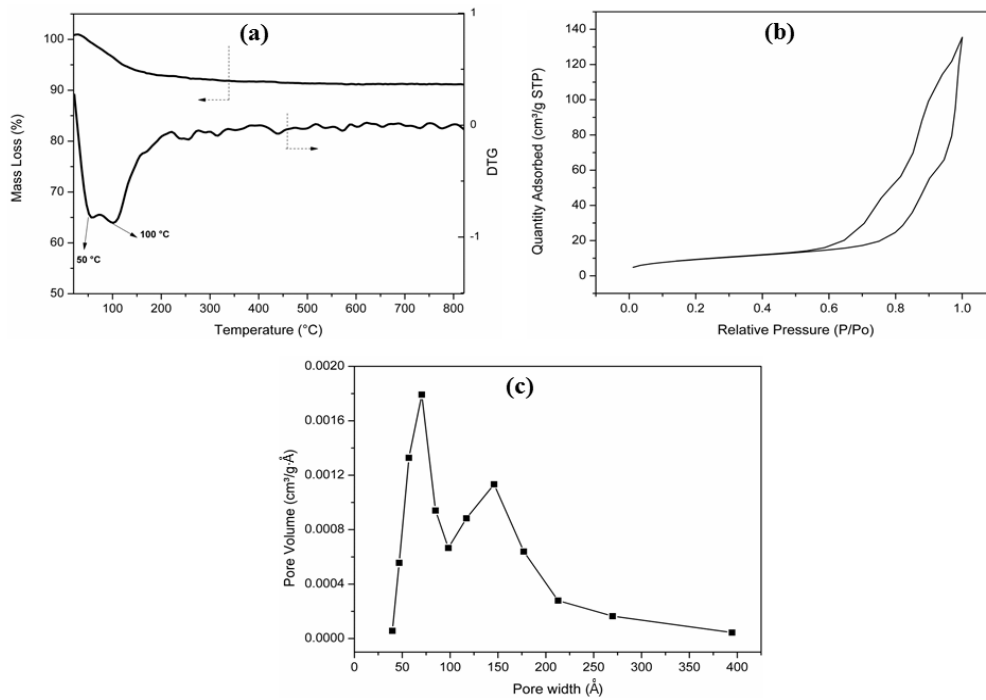 (a)
Mass Loss (%)
100
90
80
70
60
50
1
0
-1
DTG
50 °C
100 °C
100 200 300 400 500 600 700 800
Temperature (°C)
(b)
Quantity Adsorbed (cm³/g STP)
140
120
100
80
60
40
20
0
0.0 0.2 0.4 0.6 0.8 1.0
Relative Pressure (P/Po)
(c)
Pore Volume (cm³/g·Å)
0.0020
0.0016
0.0012
0.0008
0.0004
0.0000
0 50 100 150 200 250 300 350 400
Pore width (Å)